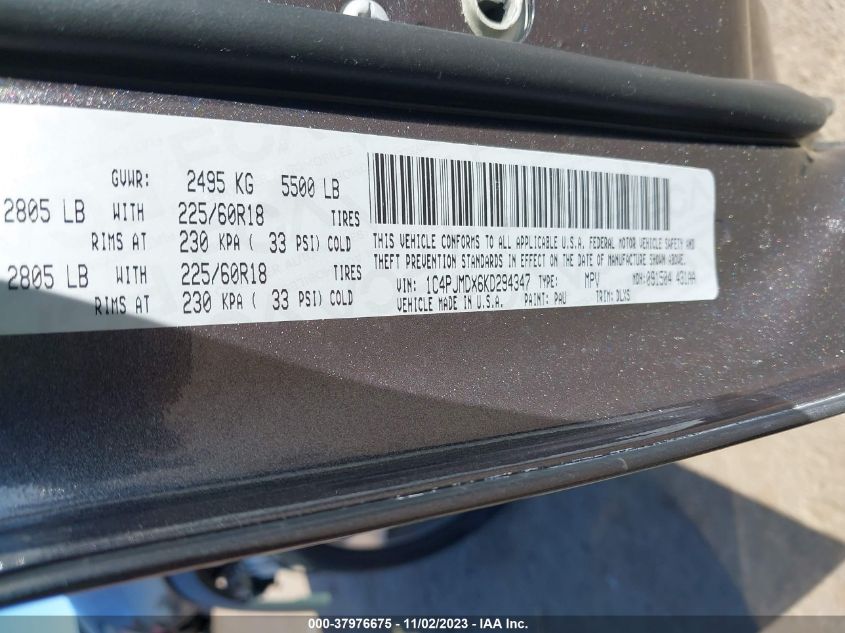 GVWR: 2495 KG 5500 LB
2805 LB WITH 225/60R18 TIRES
RIMS AT 230 KPA ( 33 PSI) COLD
2805 LB WITH 225/60R18 TIRES
RIMS AT 230 KPA ( 33 PSI) COLD
THIS VEHICLE CONFORMS TO ALL APPLICABLE U.S.A. FEDERAL MOTOR VEHICLE SAFETY AND
THEFT PREVENTION STANDARDS IN EFFECT ON THE DATE OF MANUFACTURE SHOWN ABOVE.
VIN: 1C4PJMDX6KD294347 TYPE: MPV MDH: 091504 431AA
VEHICLE MADE IN U.S.A. PAINT: PAU TRIM: DLX5
000-37976675 | 11/02/2023 | IAA Inc.